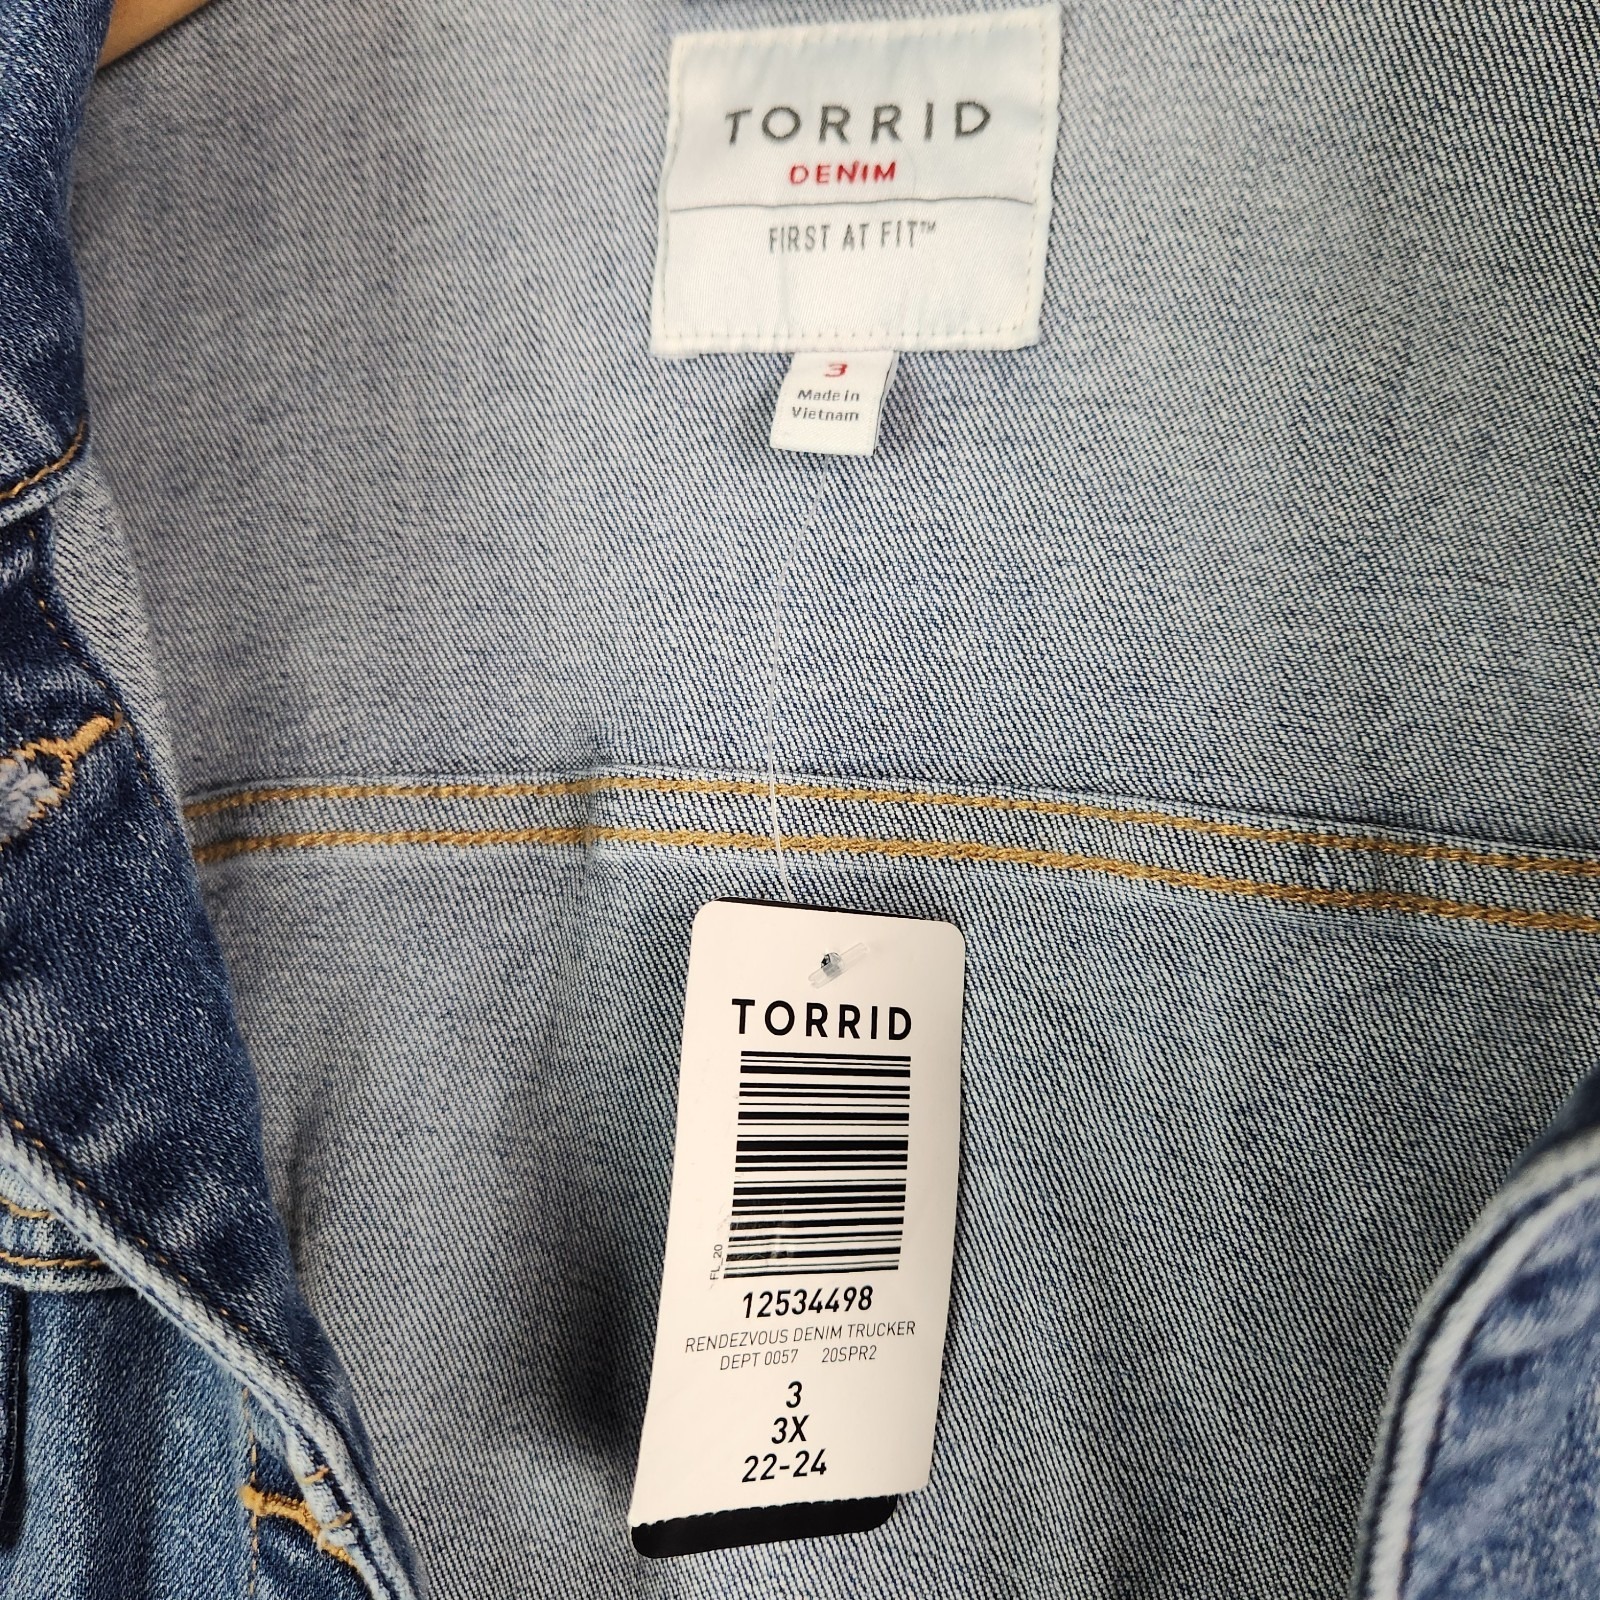 TORRID
DENIM
FIRST AT FIT™
3
Made in
Vietnam
TORRID
FL_20
12534498
RENDEZVOUS DENIM TRUCKER
DEPT 0057 20SPR2
3
3X
22-24